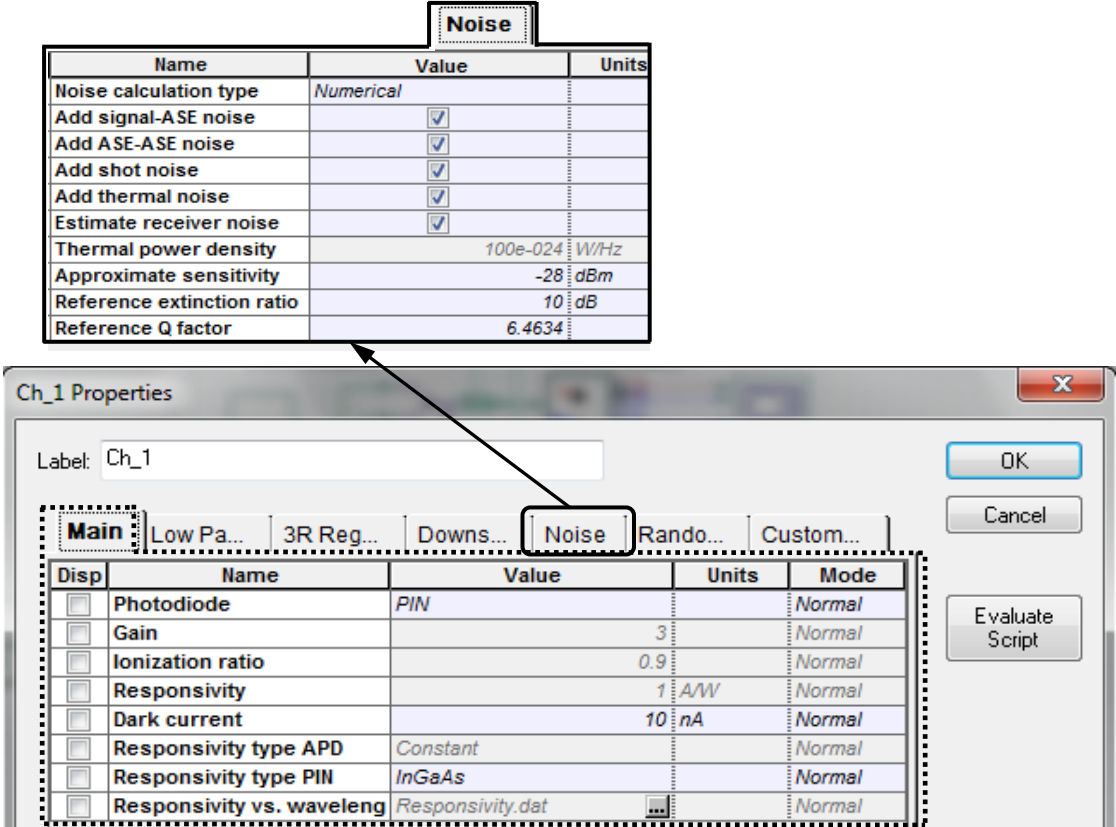 Noise
Name Value Units
Noise calculation type Numerical
Add signal-ASE noise
Add ASE-ASE noise
Add shot noise
Add thermal noise
Estimate receiver noise
Thermal power density 100e-024 W/Hz
Approximate sensitivity -28 dBm
Reference extinction ratio 10 dB
Reference Q factor 6.4634
Ch_1 Properties
Label: Ch_1
OK
Cancel
Main Low Pa... 3R Reg... Downs... Noise Rando... Custom...
Disp Name Value Units Mode
Photodiode PIN Normal
Gain 3 Normal
Ionization ratio 0.9 Normal
Responsivity 1 A/W Normal
Dark current 10 nA Normal
Responsivity type APD Constant Normal
Responsivity type PIN InGaAs Normal
Responsivity vs. waveleng Responsivity.dat ... Normal
Evaluate
Script